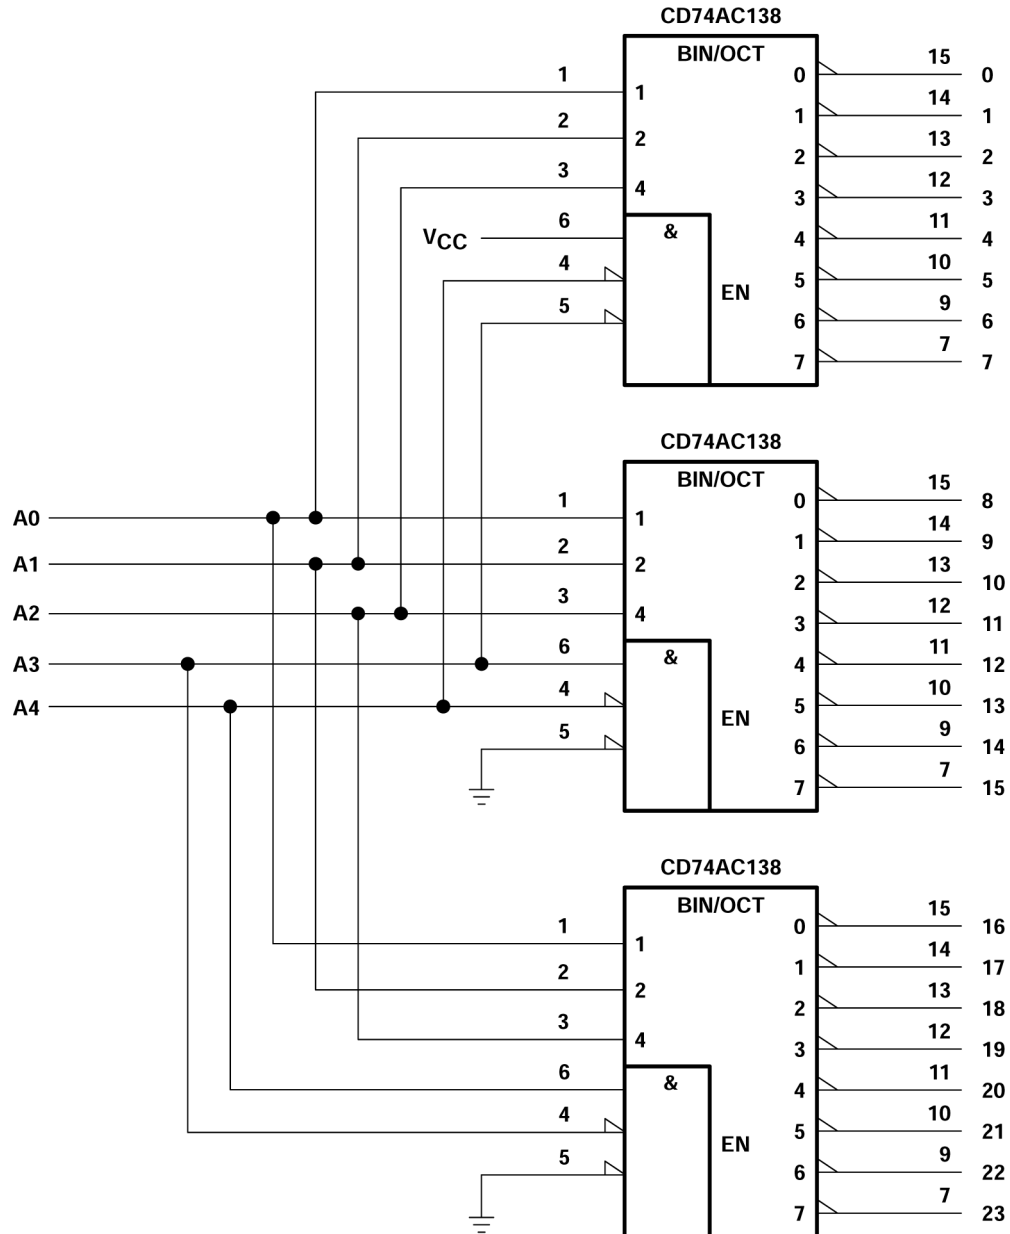 CD74AC138
BIN/OCT
1 1 0 15 0
2 2 1 14 1
3 4 2 13 2
VCC 6 & 3 12 3
4 EN 4 11 4
5 5 10 5
6 9 6
7 7 7
CD74AC138
BIN/OCT
A0 1 1 0 15 8
A1 2 2 1 14 9
A2 3 4 2 13 10
A3 6 & 3 12 11
A4 4 EN 4 11 12
5 5 10 13
6 9 14
7 7 15
CD74AC138
BIN/OCT
1 1 0 15 16
2 2 1 14 17
3 4 2 13 18
6 & 3 12 19
4 EN 4 11 20
5 5 10 21
6 9 22
7 7 23